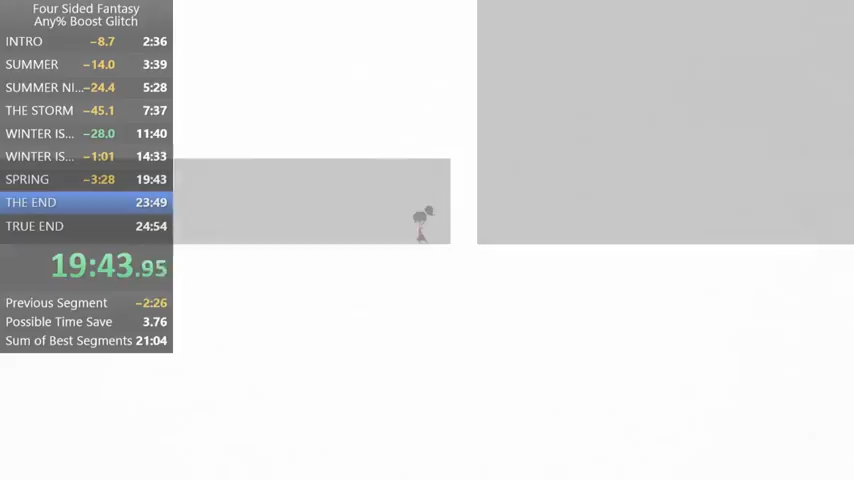 Four Sided Fantasy
Any% Boost Glitch
INTRO −8.7 2:36
SUMMER −14.0 3:39
SUMMER NI... −24.4 5:28
THE STORM −45.1 7:37
WINTER IS... −28.0 11:40
WINTER IS... −1:01 14:33
SPRING −3:28 19:43
THE END 23:49
TRUE END 24:54
19:43.95
Previous Segment −2:26
Possible Time Save 3.76
Sum of Best Segments 21:04